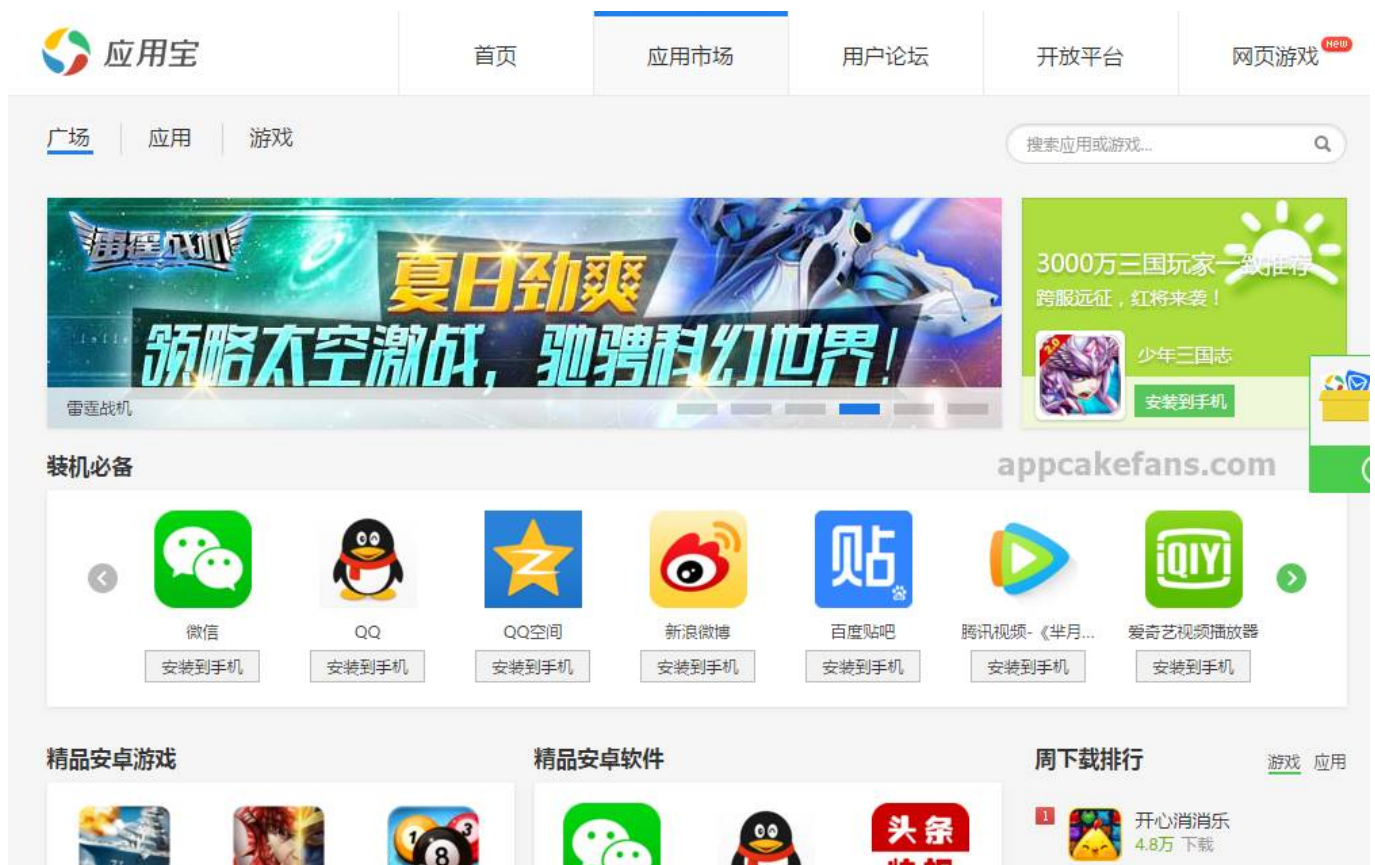 应用宝
首页
应用市场
用户论坛
开放平台
网页游戏
New
广场
应用
游戏
搜索应用或游戏...
雷霆战机
夏日劲爽
领略太空激战，驰骋科幻世界！
雷霆战机
3000万三国玩家一致推荐
跨服远征，红将来袭！
2.0
少年三国志
安装到手机
appcakefans.com
装机必备
贴
iQIYI
微信
QQ
QQ空间
新浪微博
百度贴吧
腾讯视频-《芈月...
爱奇艺视频播放器
安装到手机
安装到手机
安装到手机
安装到手机
安装到手机
安装到手机
安装到手机
精品安卓游戏
精品安卓软件
周下载排行
游戏
应用
1
3
8
头条
1
开心消消乐
4.8万 下载